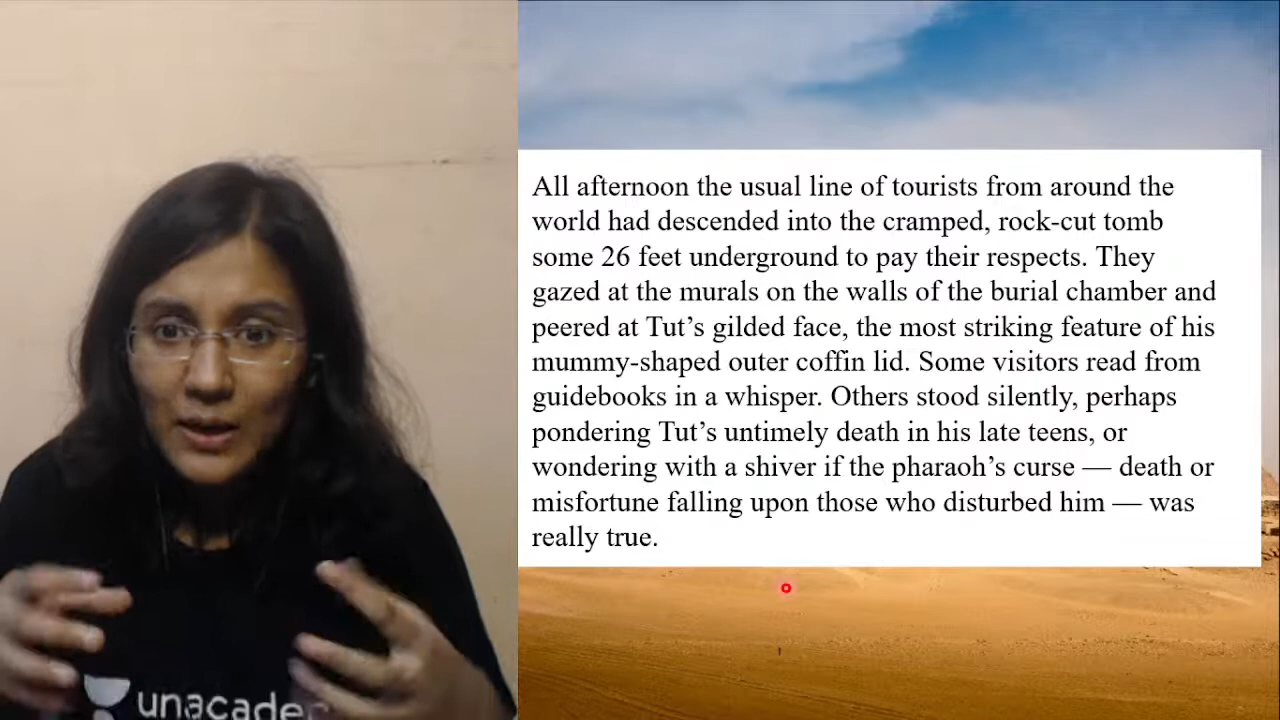 All afternoon the usual line of tourists from around the
world had descended into the cramped, rock-cut tomb
some 26 feet underground to pay their respects. They
gazed at the murals on the walls of the burial chamber and
peered at Tut’s gilded face, the most striking feature of his
mummy-shaped outer coffin lid. Some visitors read from
guidebooks in a whisper. Others stood silently, perhaps
pondering Tut’s untimely death in his late teens, or
wondering with a shiver if the pharaoh’s curse — death or
misfortune falling upon those who disturbed him — was
really true.
unacade